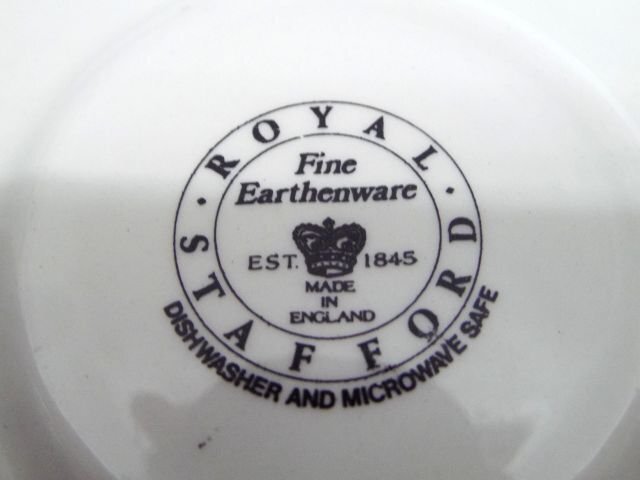 ROYAL
STAFFORD
Fine
Earthenware
EST. 1845
MADE
IN
ENGLAND
DISHWASHER AND MICROWAVE SAFE